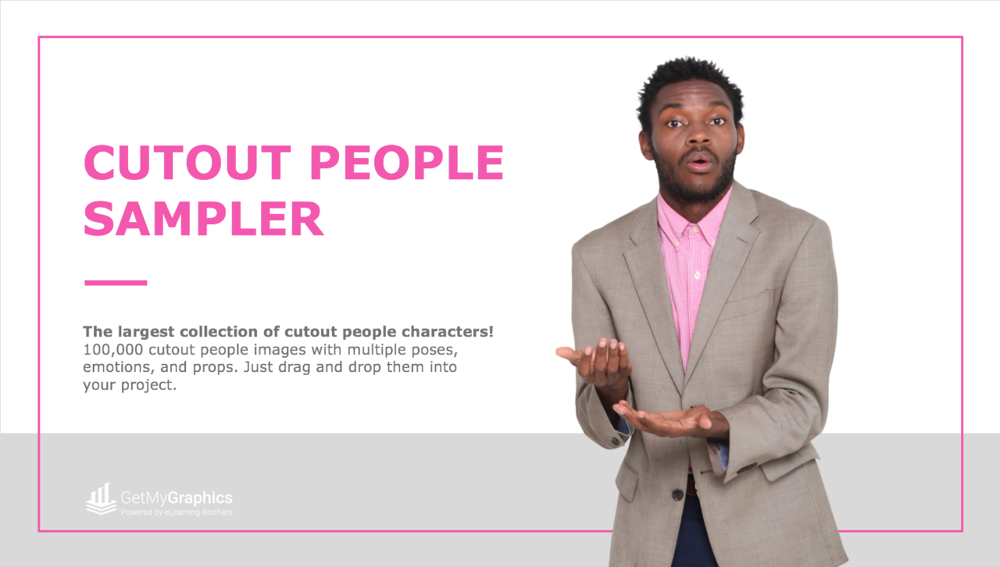 CUTOUT PEOPLE
SAMPLER
The largest collection of cutout people characters!
100,000 cutout people images with multiple poses,
emotions, and props. Just drag and drop them into
your project.
GetMyGraphics
Powered by eLearning Brothers